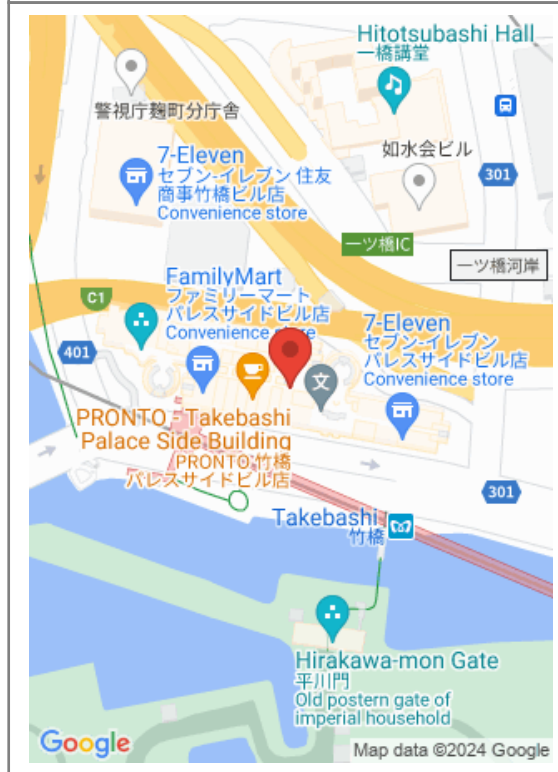 Hitotsubashi Hall
一橋講堂
警視庁麹町分庁舎
如水会ビル
7-Eleven
セブン-イレブン 住友
商事竹橋ビル店
Convenience store
301
一ツ橋IC
一ツ橋河岸
FamilyMart
ファミリーマート
パレスサイドビル店
Convenience store
C1
7-Eleven
セブン-イレブン
パレスサイドビル店
Convenience store
401
文
PRONTO - Takebashi
Palace Side Building
PRONTO 竹橋
パレスサイドビル店
301
Takebashi
竹橋
Hirakawa-mon Gate
平川門
Old postern gate of
imperial household
Google
Map data ©2024 Google